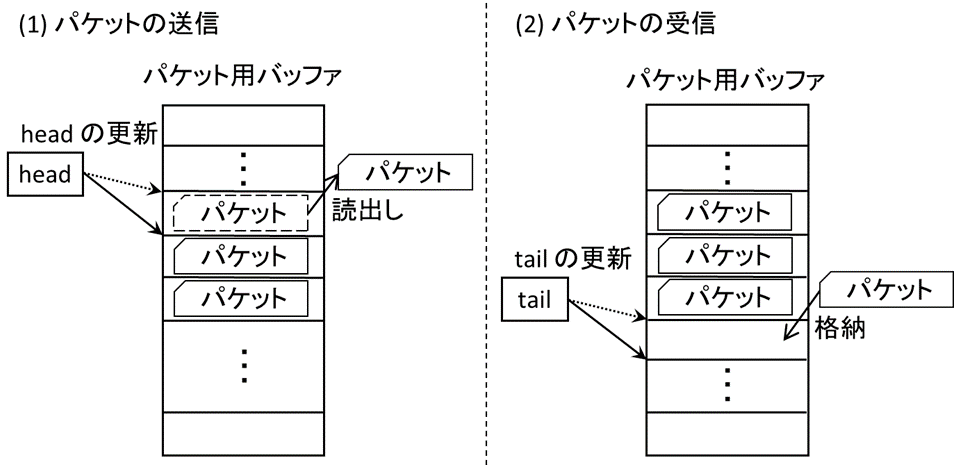 (1) パケットの送信
パケット用バッファ
head の更新
head
パケット
読出し
パケット
パケット
パケット
(2) パケットの受信
パケット用バッファ
パケット
パケット
tail の更新
tail
パケット
パケット
格納